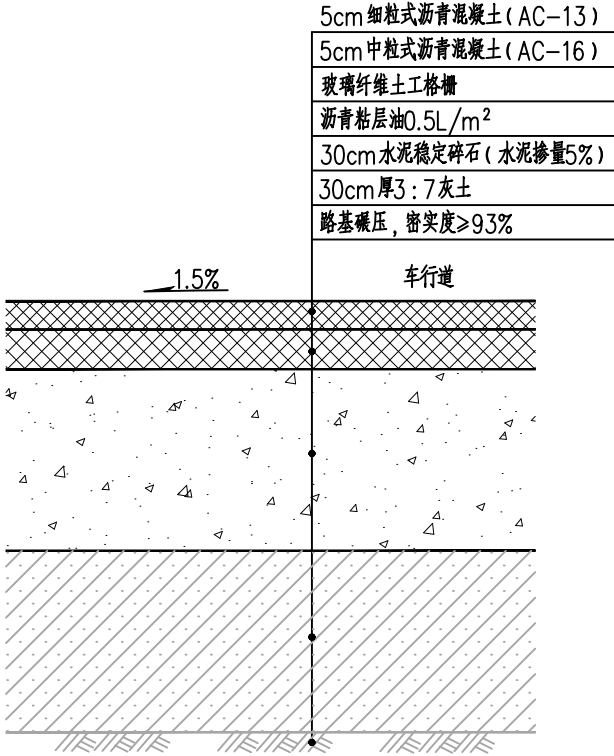 5cm细粒式沥青混凝土(AC-13)
5cm中粒式沥青混凝土(AC-16)
玻璃纤维土工格栅
沥青粘层油0.5L/m²
30cm水泥稳定碎石(水泥掺量5%)
30cm厚3:7灰土
路基碾压,密实度≥93%
1.5%
车行道